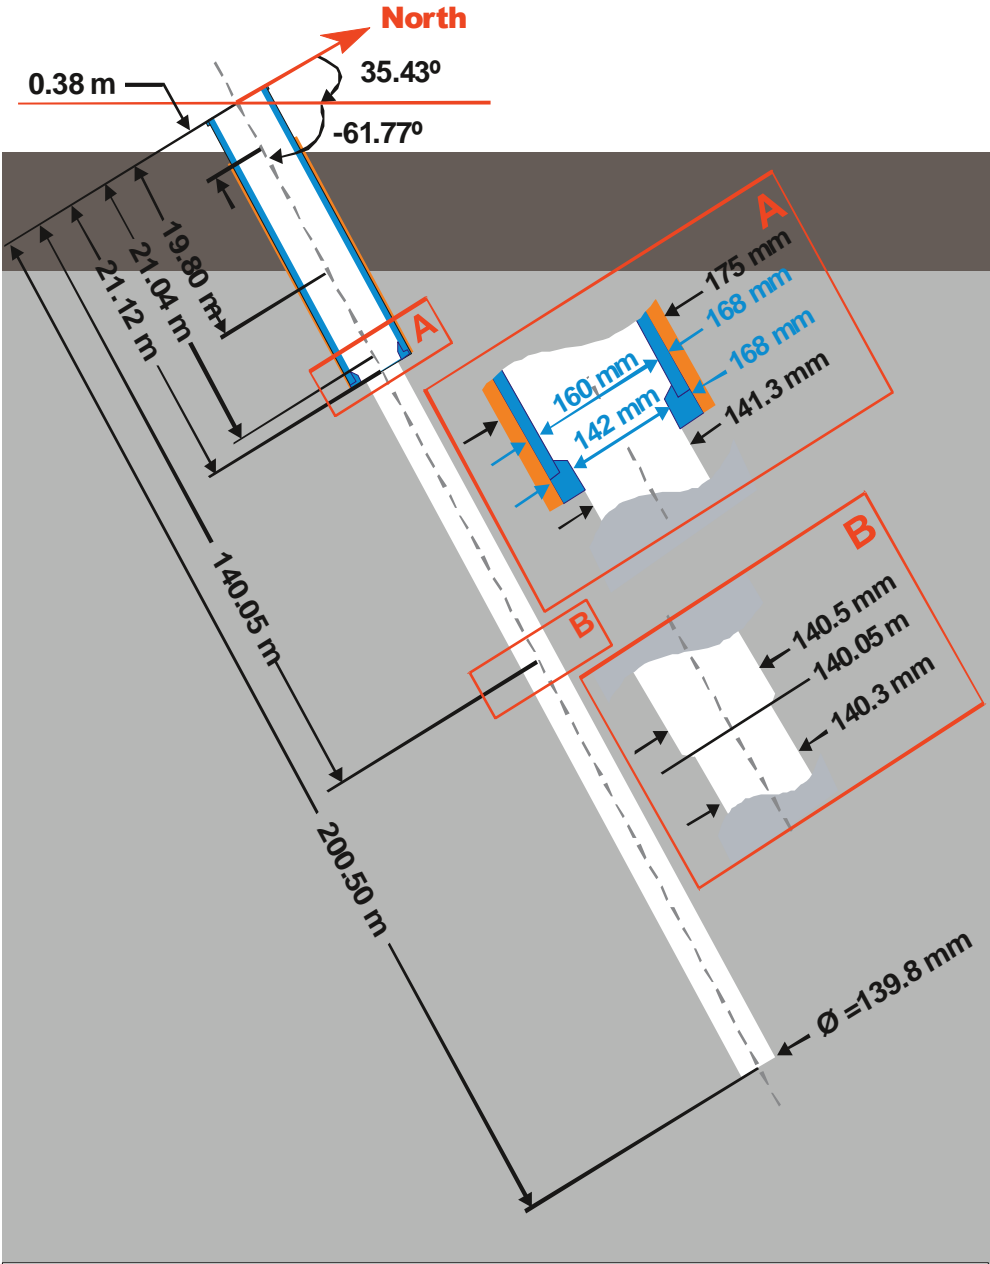 North
35.43º
0.38 m
-61.77º
19.80 m
21.04 m
21.12 m
140.05 m
200.50 m
A
B
A
175 mm
168 mm
168 mm
160 mm
142 mm
141.3 mm
B
140.5 mm
140.05 m
140.3 mm
Ø =139.8 mm